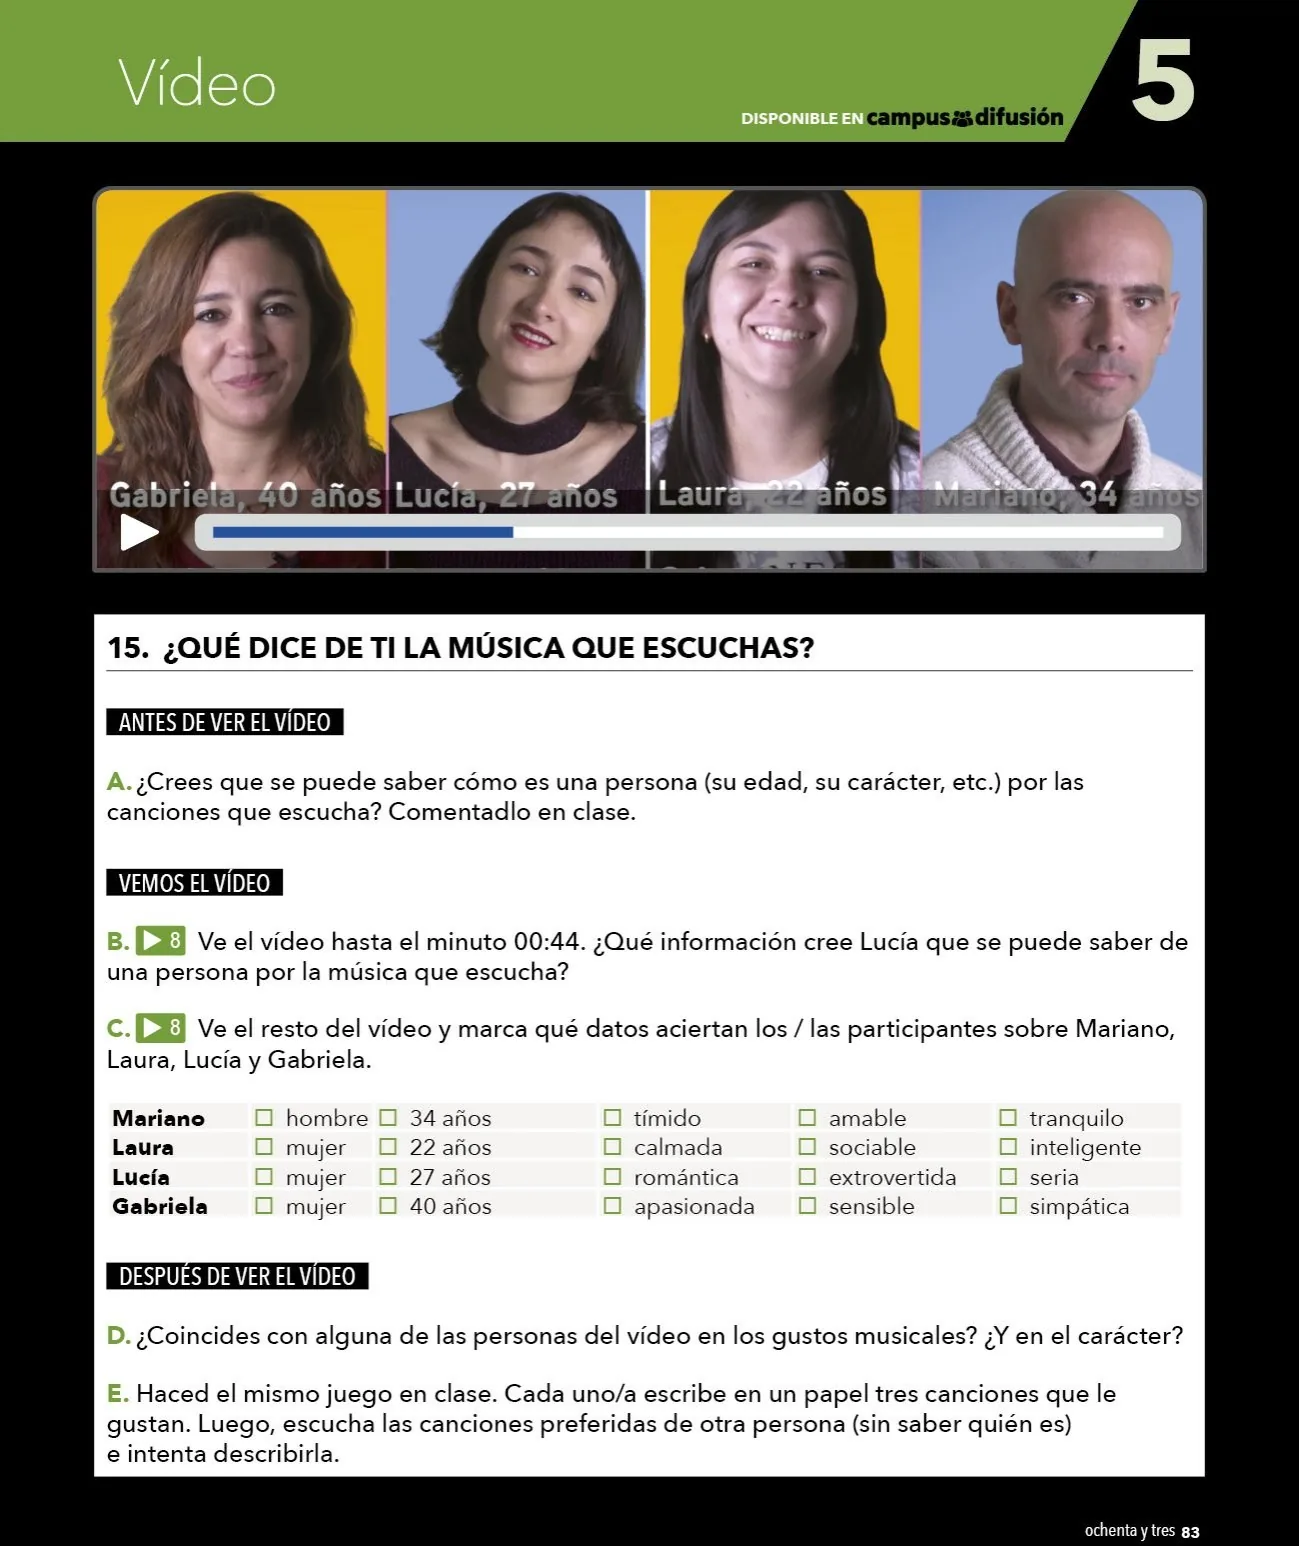 Vídeo
DISPONIBLE EN campus difusión
5
Gabriela, 40 años
Lucía, 27 años
Laura, 22 años
Mariano, 34 años
15. ¿QUÉ DICE DE TI LA MÚSICA QUE ESCUCHAS?
ANTES DE VER EL VÍDEO
A. ¿Crees que se puede saber cómo es una persona (su edad, su carácter, etc.) por las
canciones que escucha? Comentadlo en clase.
VEMOS EL VÍDEO
B. 8 Ve el vídeo hasta el minuto 00:44. ¿Qué información cree Lucía que se puede saber de
una persona por la música que escucha?
C. 8 Ve el resto del vídeo y marca qué datos aciertan los / las participantes sobre Mariano,
Laura, Lucía y Gabriela.
Mariano hombre 34 años tímido amable tranquilo
Laura mujer 22 años calmada sociable inteligente
Lucía mujer 27 años romántica extrovertida seria
Gabriela mujer 40 años apasionada sensible simpática
DESPUÉS DE VER EL VÍDEO
D. ¿Coincides con alguna de las personas del vídeo en los gustos musicales? ¿Y en el carácter?
E. Haced el mismo juego en clase. Cada uno/a escribe en un papel tres canciones que le
gustan. Luego, escucha las canciones preferidas de otra persona (sin saber quién es)
e intenta describirla.
ochenta y tres 83